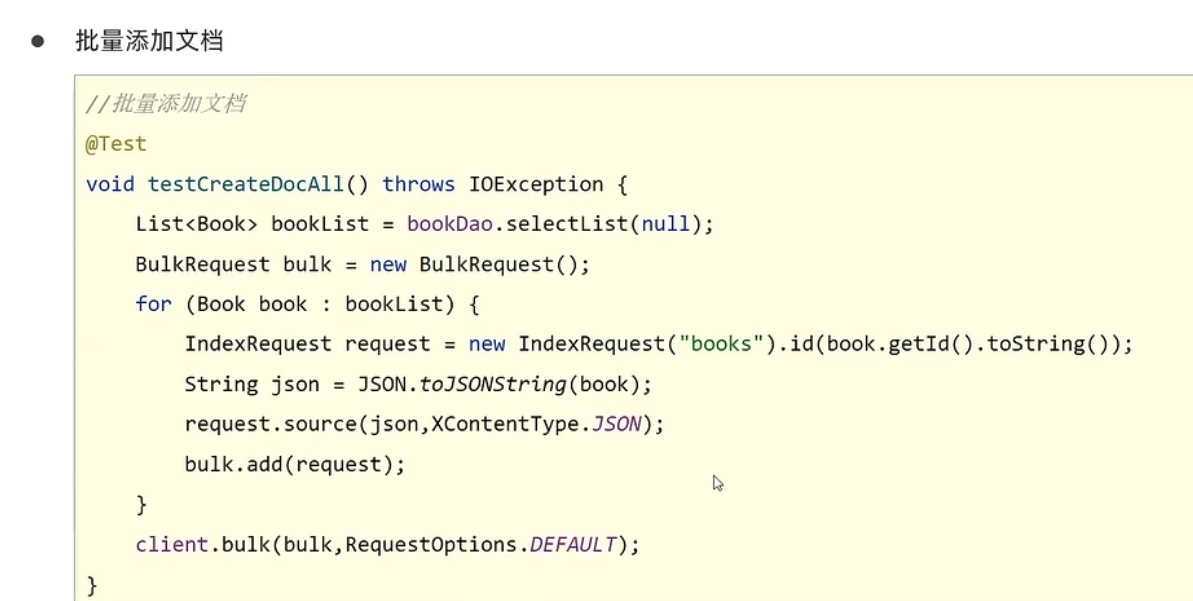 ● 批量添加文档
//批量添加文档
@Test
void testCreateDocAll() throws IOException {
    List<Book> bookList = bookDao.selectList(null);
    BulkRequest bulk = new BulkRequest();
    for (Book book : bookList) {
        IndexRequest request = new IndexRequest("books").id(book.getId().toString());
        String json = JSON.toJSONString(book);
        request.source(json,XContentType.JSON);
        bulk.add(request);
    }
    client.bulk(bulk,RequestOptions.DEFAULT);
}